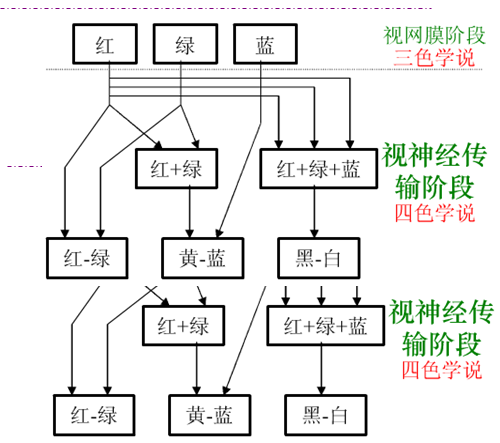 红 绿 蓝 视网膜阶段
三色学说
红+绿 红+绿+蓝 视神经传
输阶段
四色学说
红-绿 黄-蓝 黑-白
红+绿 红+绿+蓝 视神经传
输阶段
四色学说
红-绿 黄-蓝 黑-白